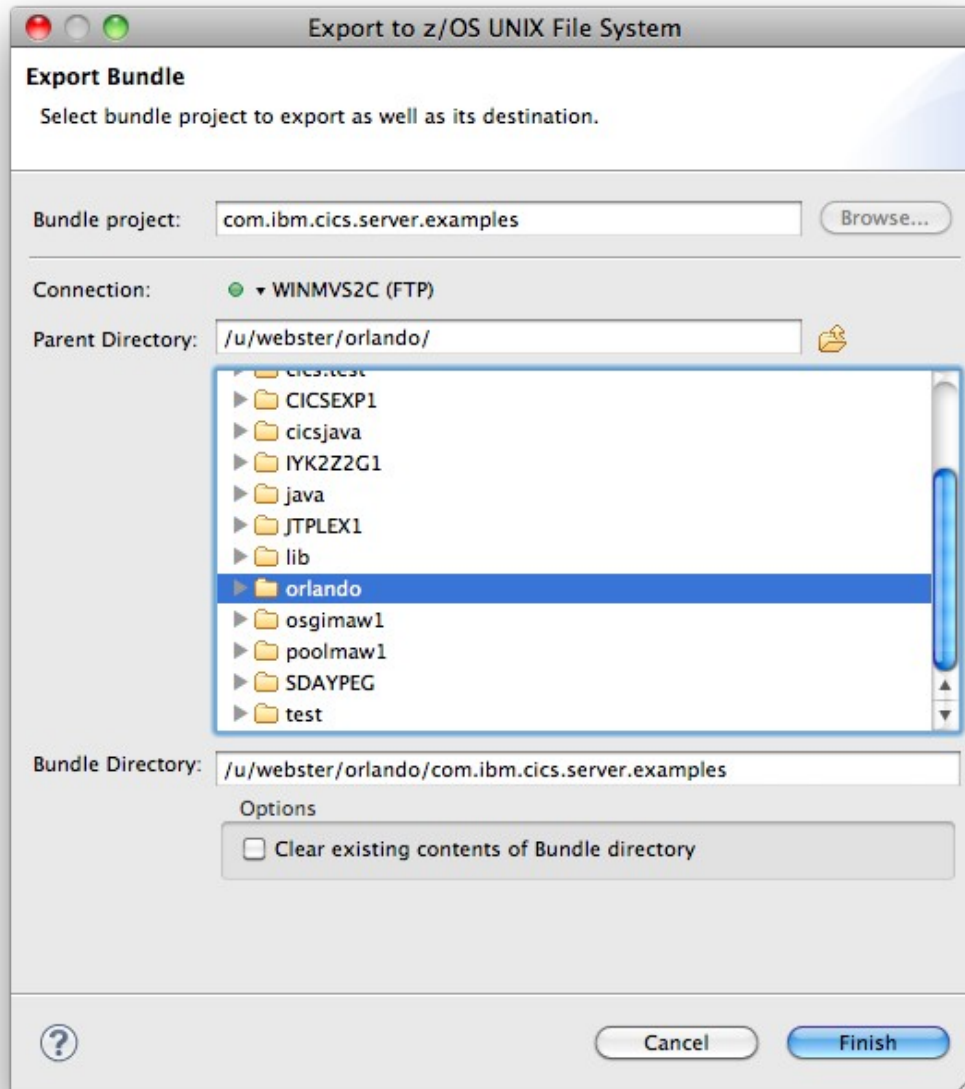 Export to z/OS UNIX File System
Export Bundle
Select bundle project to export as well as its destination.
Bundle project: com.ibm.cics.server.examples Browse...
Connection: WINMVS2C (FTP)
Parent Directory: /u/webster/orlando/
cics.test
CICSEXP1
cicsjava
IYK2Z2G1
java
JTPLEX1
lib
orlando
osgimaw1
poolmaw1
SDAYPEG
test
Bundle Directory: /u/webster/orlando/com.ibm.cics.server.examples
Options
Clear existing contents of Bundle directory
? Cancel Finish